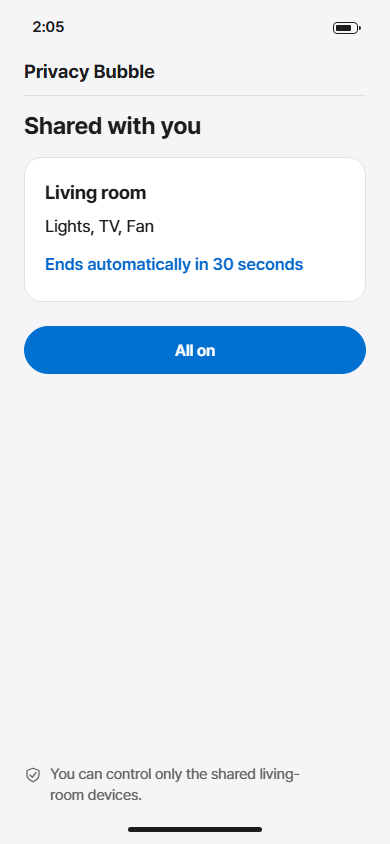 2:05
Privacy Bubble
Shared with you
Living room
Lights, TV, Fan
Ends automatically in 30 seconds
All on
You can control only the shared living-
room devices.